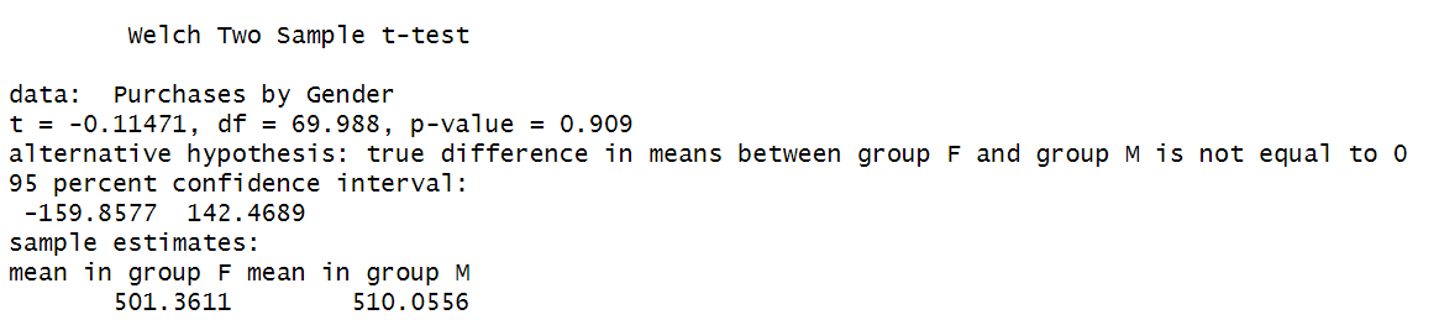 Welch Two Sample t-test
data:  Purchases by Gender
t = -0.11471, df = 69.988, p-value = 0.909
alternative hypothesis: true difference in means between group F and group M is not equal to 0
95 percent confidence interval:
-159.8577  142.4689
sample estimates:
mean in group F mean in group M
501.3611        510.0556